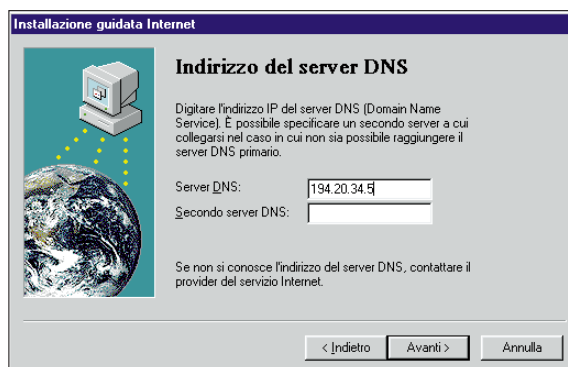 Installazione guidata Internet
Indirizzo del server DNS
Digitare l'indirizzo IP del server DNS (Domain Name
Service). È possibile specificare un secondo server a cui
collegarsi nel caso in cui non sia possibile raggiungere il
server DNS primario.
Server DNS: 194.20.34.5
Secondo server DNS:
Se non si conosce l'indirizzo del server DNS, contattare il
provider del servizio Internet.
< Indietro Avanti > Annulla